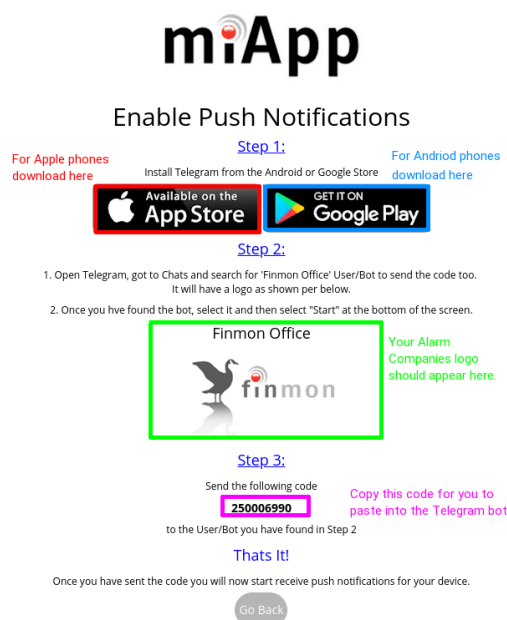 miApp
Enable Push Notifications
Step 1:
For Apple phones
download here
For Andriod phones
download here
Install Telegram from the Android or Google Store
Available on the
App Store
GET IT ON
Google Play
Step 2:
1. Open Telegram, got to Chats and search for 'Finmon Office' User/Bot to send the code too.
It will have a logo as shown per below.
2. Once you hve found the bot, select it and then select "Start" at the bottom of the screen.
Finmon Office
finmon
Your Alarm
Companies logo
should appear here
Step 3:
Send the following code
250006990
Copy this code for you to
paste into the Telegram bot
to the User/Bot you have found in Step 2
Thats It!
Once you have sent the code you will now start receive push notifications for your device.
Go Back